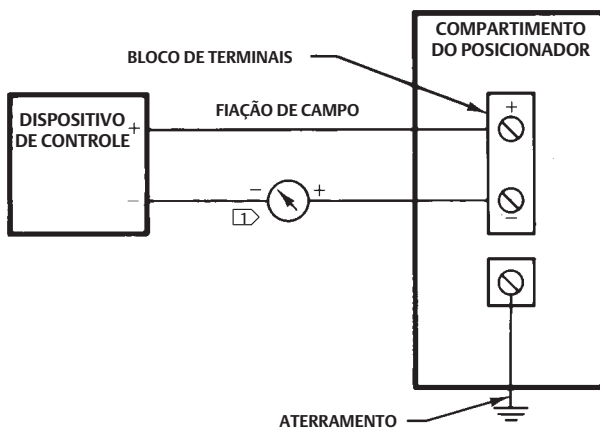 COMPARTIMENTO
DO POSICIONADOR
BLOCO DE TERMINAIS
FIAÇÃO DE CAMPO
DISPOSITIVO
DE CONTROLE
+
−
+
−
− +
1
ATERRAMENTO